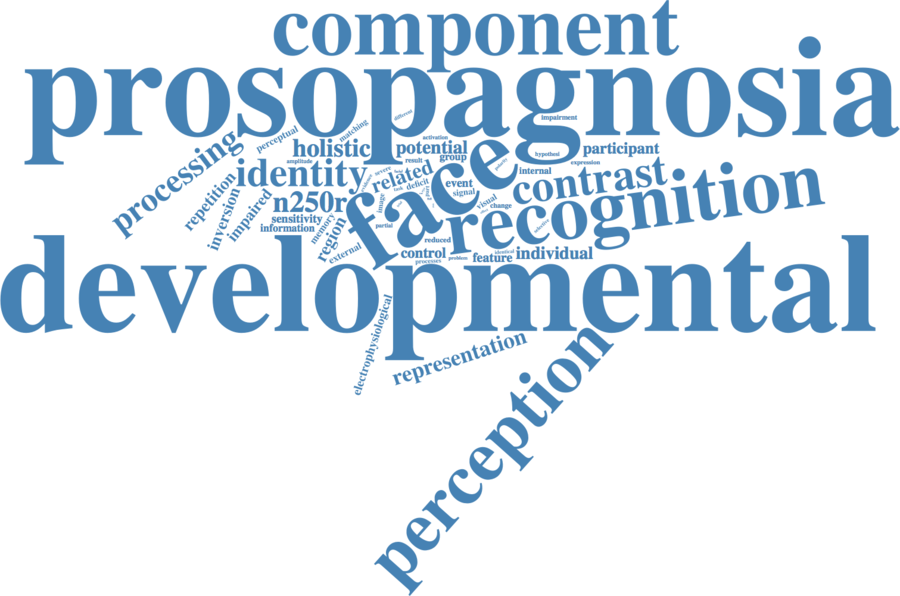 component
prosopagnosia
impairment
different
matching
perceptual
processing
holistic
activation
potential
participant
amplitude
result
group
hypothesi
expression
identity
related
severe
internal
face
contrast
repetition
deficit
task
event
signal
inversion
impaired
n250r
image
visual
change
recognition
sensitivity
information
memory
region
partial
external
reduced
control
processes
problem
identical
feature
individual
developmental
electrophysiological
representation
perception